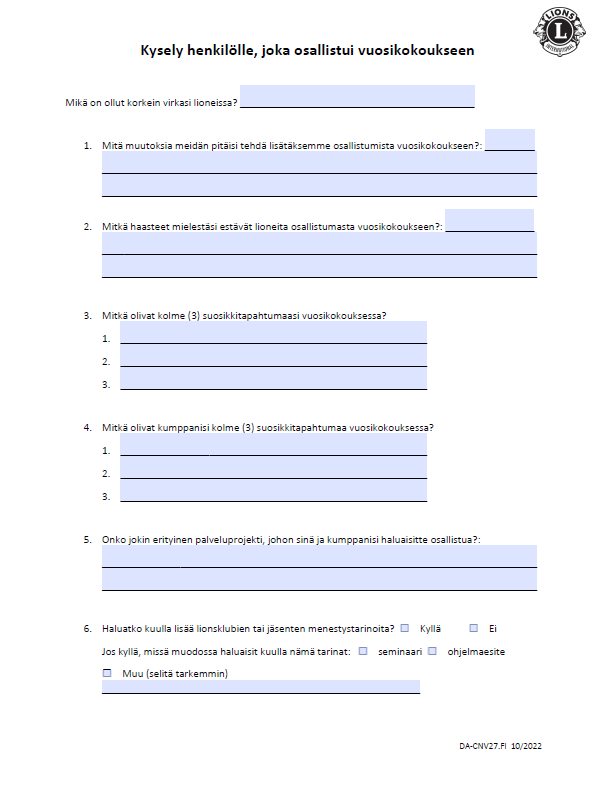 LIONS
L
INTERNATIONAL
Kysely henkilölle, joka osallistui vuosikokoukseen
Mikä on ollut korkein virkasi lioneissa?
1. Mitä muutoksia meidän pitäisi tehdä lisätäksemme osallistumista vuosikokoukseen?:
2. Mitkä haasteet mielestäsi estävät lioneita osallistumasta vuosikokoukseen?:
3. Mitkä olivat kolme (3) suosikkitapahtumaasi vuosikokouksessa?
1.
2.
3.
4. Mitkä olivat kumppanisi kolme (3) suosikkitapahtumaa vuosikokouksessa?
1.
2.
3.
5. Onko jokin erityinen palveluprojekti, johon sinä ja kumppanisi haluaisitte osallistua?:
6. Haluatko kuulla lisää lionsklubien tai jäsenten menestystarinoita? Kyllä Ei
Jos kyllä, missä muodossa haluaisit kuulla nämä tarinat: seminaari ohjelmaesite
Muu (selitä tarkemmin)
DA-CNV27.FI 10/2022